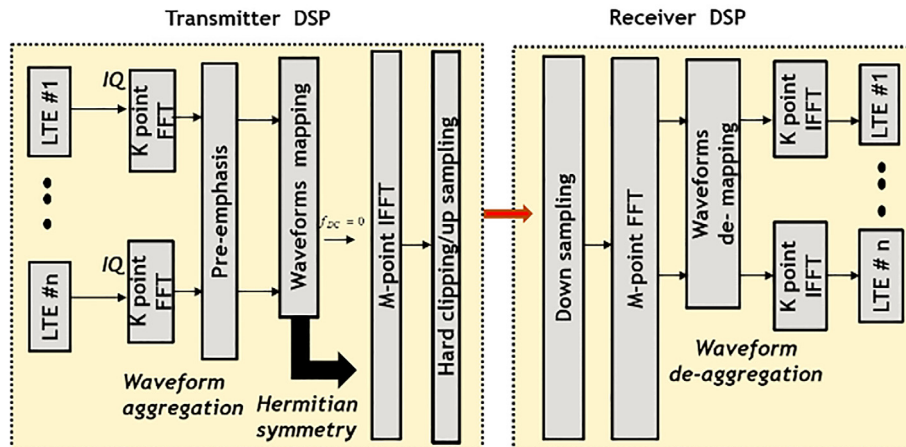 Transmitter DSP
LTE #1
IQ
K point
FFT
LTE #n
IQ
K point
FFT
Pre-emphasis
Waveforms mapping
f_DC = 0
M-point IFFT
Hard clipping/up sampling
Waveform
aggregation
Hermitian
symmetry
Receiver DSP
Down sampling
M-point FFT
Waveforms
de- mapping
K point
IFFT
LTE #1
K point
IFFT
LTE # n
Waveform
de-aggregation